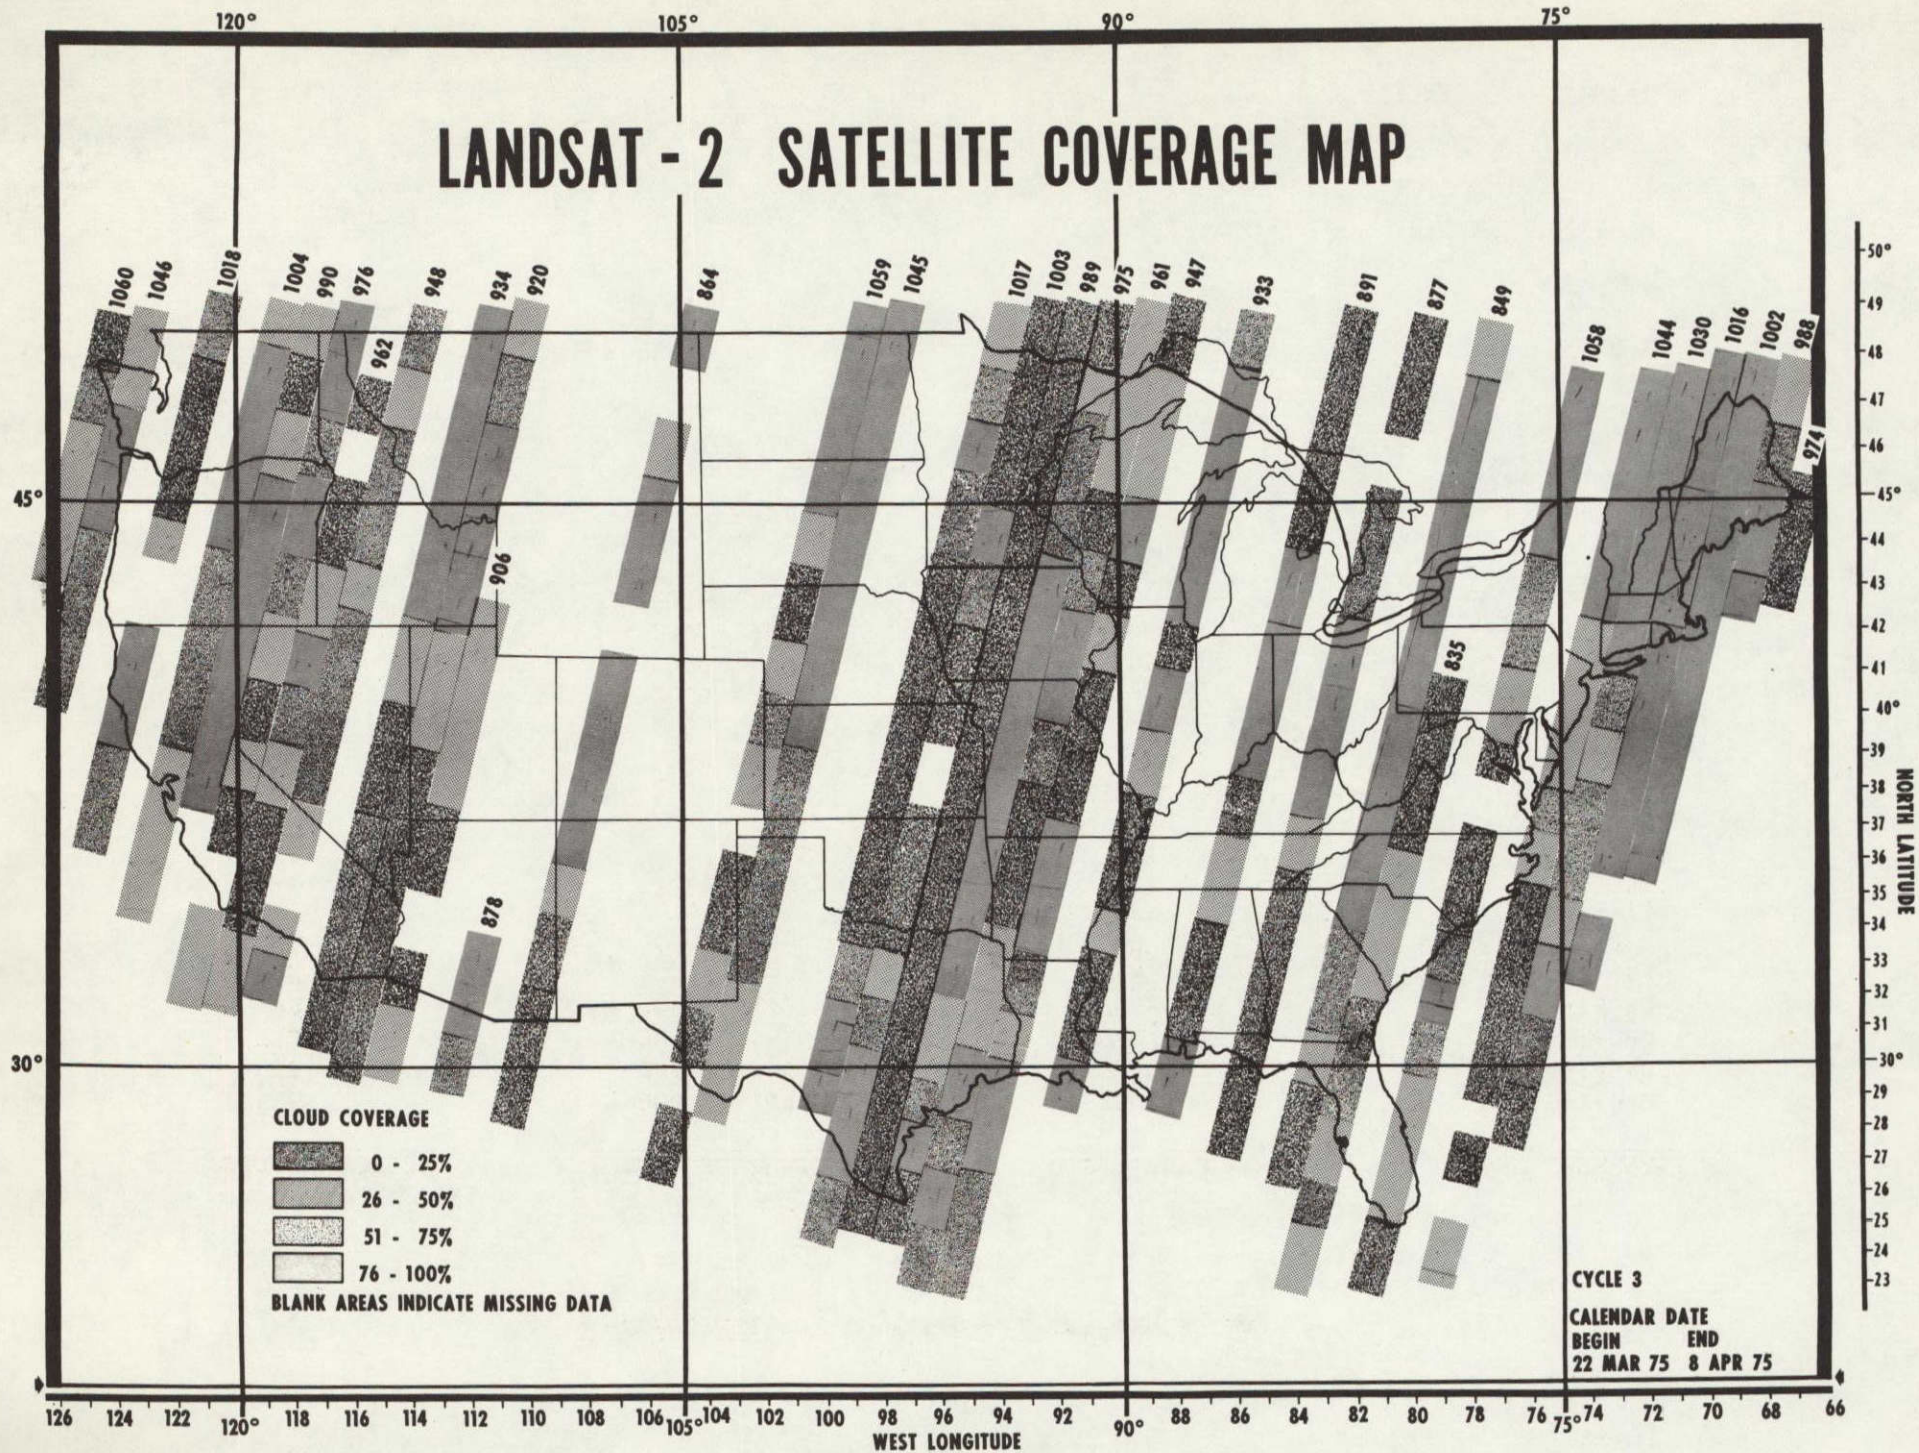 120° 105° 90° 75°
LANDSAT - 2 SATELLITE COVERAGE MAP
1060 1046 1018 1004 990 976 948 934 920 864 1059 1045 1017 1003 989 975 961 947 933 891 877 849 1058 1044 1030 1016 1002 988
962
974
906
835
878
45°
30°
50°
49
48
47
46
45°
44
43
42
41
40°
39
38
37
36
35
34
33
32
31
30°
29
28
27
26
25
24
23
NORTH LATITUDE
CLOUD COVERAGE
0 - 25%
26 - 50%
51 - 75%
76 - 100%
BLANK AREAS INDICATE MISSING DATA
CYCLE 3
CALENDAR DATE
BEGIN END
22 MAR 75 8 APR 75
126 124 122 120° 118 116 114 112 110 108 106 105° 104 102 100 98 96 94 92 90° 88 86 84 82 80 78 76 75° 74 72 70 68 66
WEST LONGITUDE